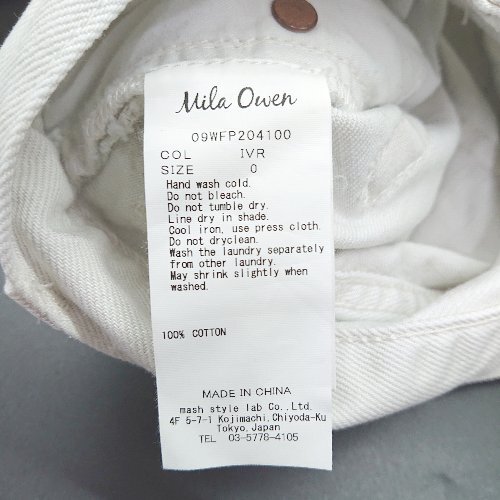 Mila Owen
09WFP204100
COL IVR
SIZE 0
Hand wash cold.
Do not bleach.
Do not tumble dry.
Line dry in shade.
Cool iron, use press cloth.
Do not dryclean.
Wash the laundry separately
from other laundry.
May shrink slightly when
washed.
100% COTTON
MADE IN CHINA
mash style lab Co.,Ltd.
4F 5-7-1 Kojimachi,Chiyoda-Ku
Tokyo,Japan
TEL 03-5778-4105